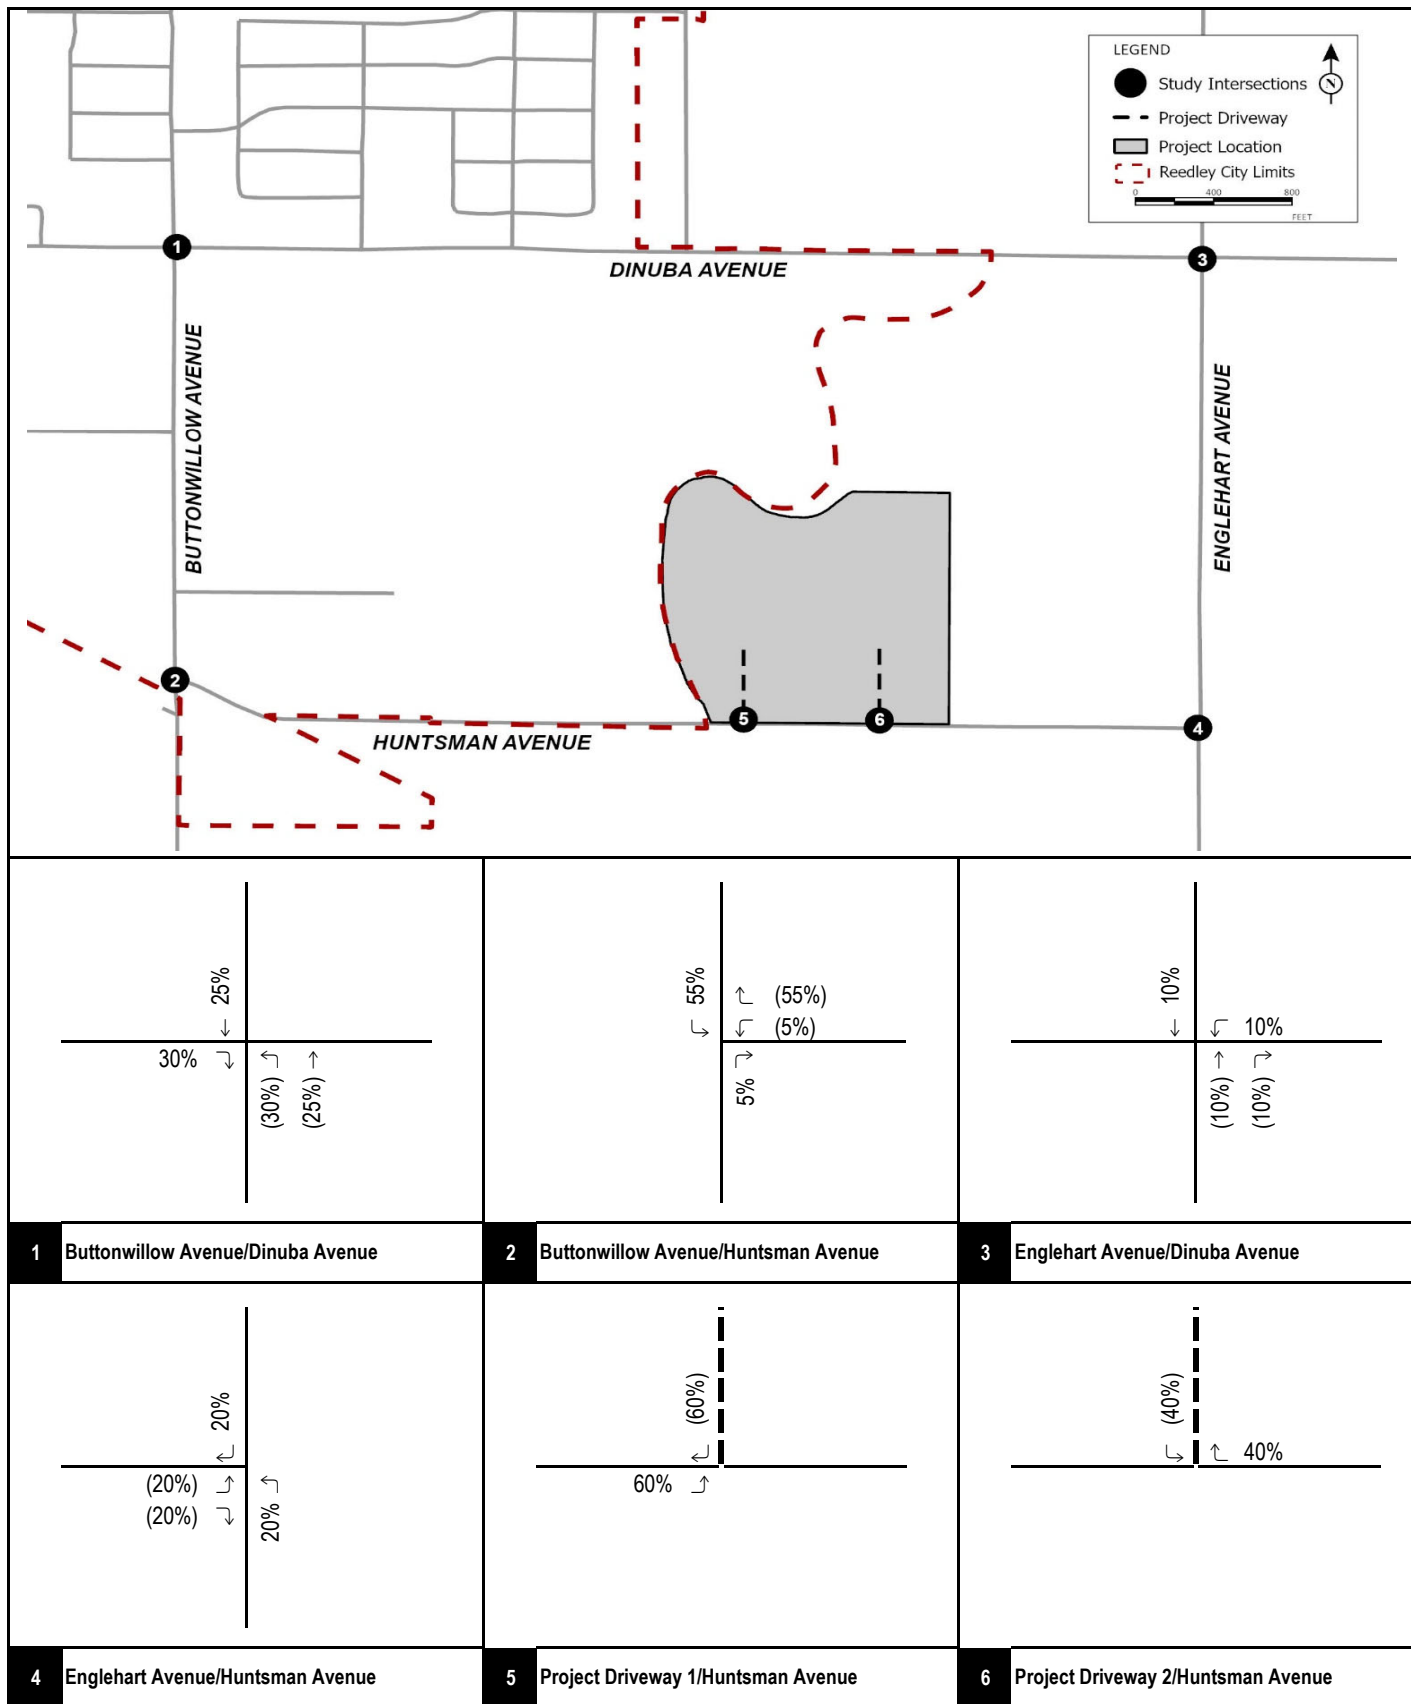 LEGEND
Study Intersections
N
Project Driveway
Project Location
Reedley City Limits
0 400 800
FEET
1
3
DINUBA AVENUE
BUTTONWILLOW AVENUE
ENGLEHART AVENUE
2
5
6
4
HUNTSMAN AVENUE
25%
30%
(30%)
(25%)
1 Buttonwillow Avenue/Dinuba Avenue
55%
(55%)
(5%)
5%
2 Buttonwillow Avenue/Huntsman Avenue
10%
10%
(10%)
(10%)
3 Englehart Avenue/Dinuba Avenue
20%
(20%)
(20%)
20%
4 Englehart Avenue/Huntsman Avenue
(60%)
60%
5 Project Driveway 1/Huntsman Avenue
(40%)
40%
6 Project Driveway 2/Huntsman Avenue